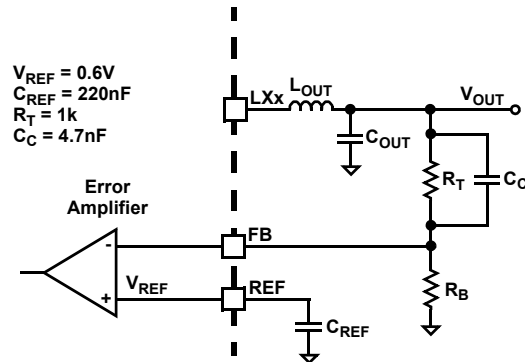 V_REF = 0.6V
C_REF = 220nF
R_T = 1k
C_C = 4.7nF
LXx
L_OUT
V_OUT
C_OUT
R_T
C_C
Error
Amplifier
FB
-
V_REF
REF
+
R_B
C_REF